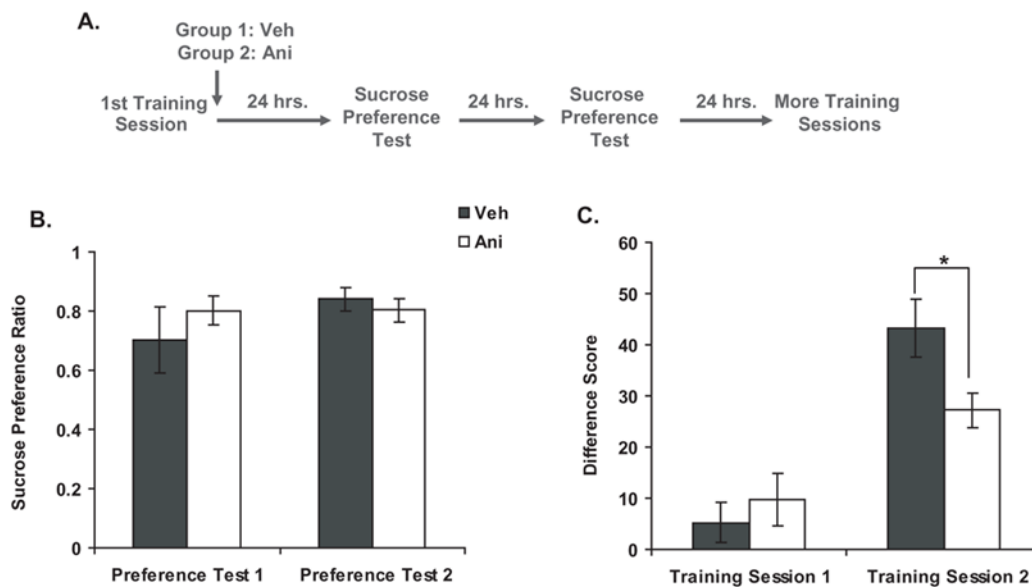 A.
Group 1: Veh
Group 2: Ani
1st Training
Session
24 hrs.
Sucrose
Preference
Test
24 hrs.
Sucrose
Preference
Test
24 hrs.
More Training
Sessions
B.
Veh
Ani
Sucrose Preference Ratio
1
0.8
0.6
0.4
0.2
0
Preference Test 1
Preference Test 2
C.
Difference Score
60
50
40
30
20
10
0
*
Training Session 1
Training Session 2